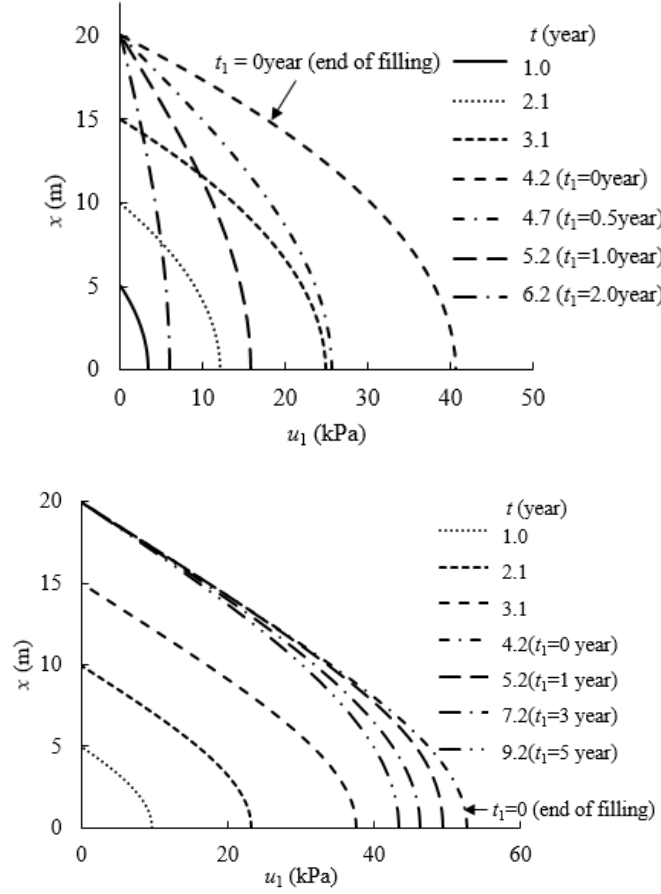 t (year)
t₁ = 0year (end of filling)
1.0
2.1
3.1
4.2 (t₁=0year)
4.7 (t₁=0.5year)
5.2 (t₁=1.0year)
6.2 (t₁=2.0year)
20
15
10
5
0
x (m)
0 10 20 30 40 50
u₁ (kPa)
t (year)
1.0
2.1
3.1
4.2(t₁=0 year)
5.2(t₁=1 year)
7.2(t₁=3 year)
9.2(t₁=5 year)
t₁=0 (end of filling)
20
15
10
5
0
x (m)
0 20 40 60
u₁ (kPa)